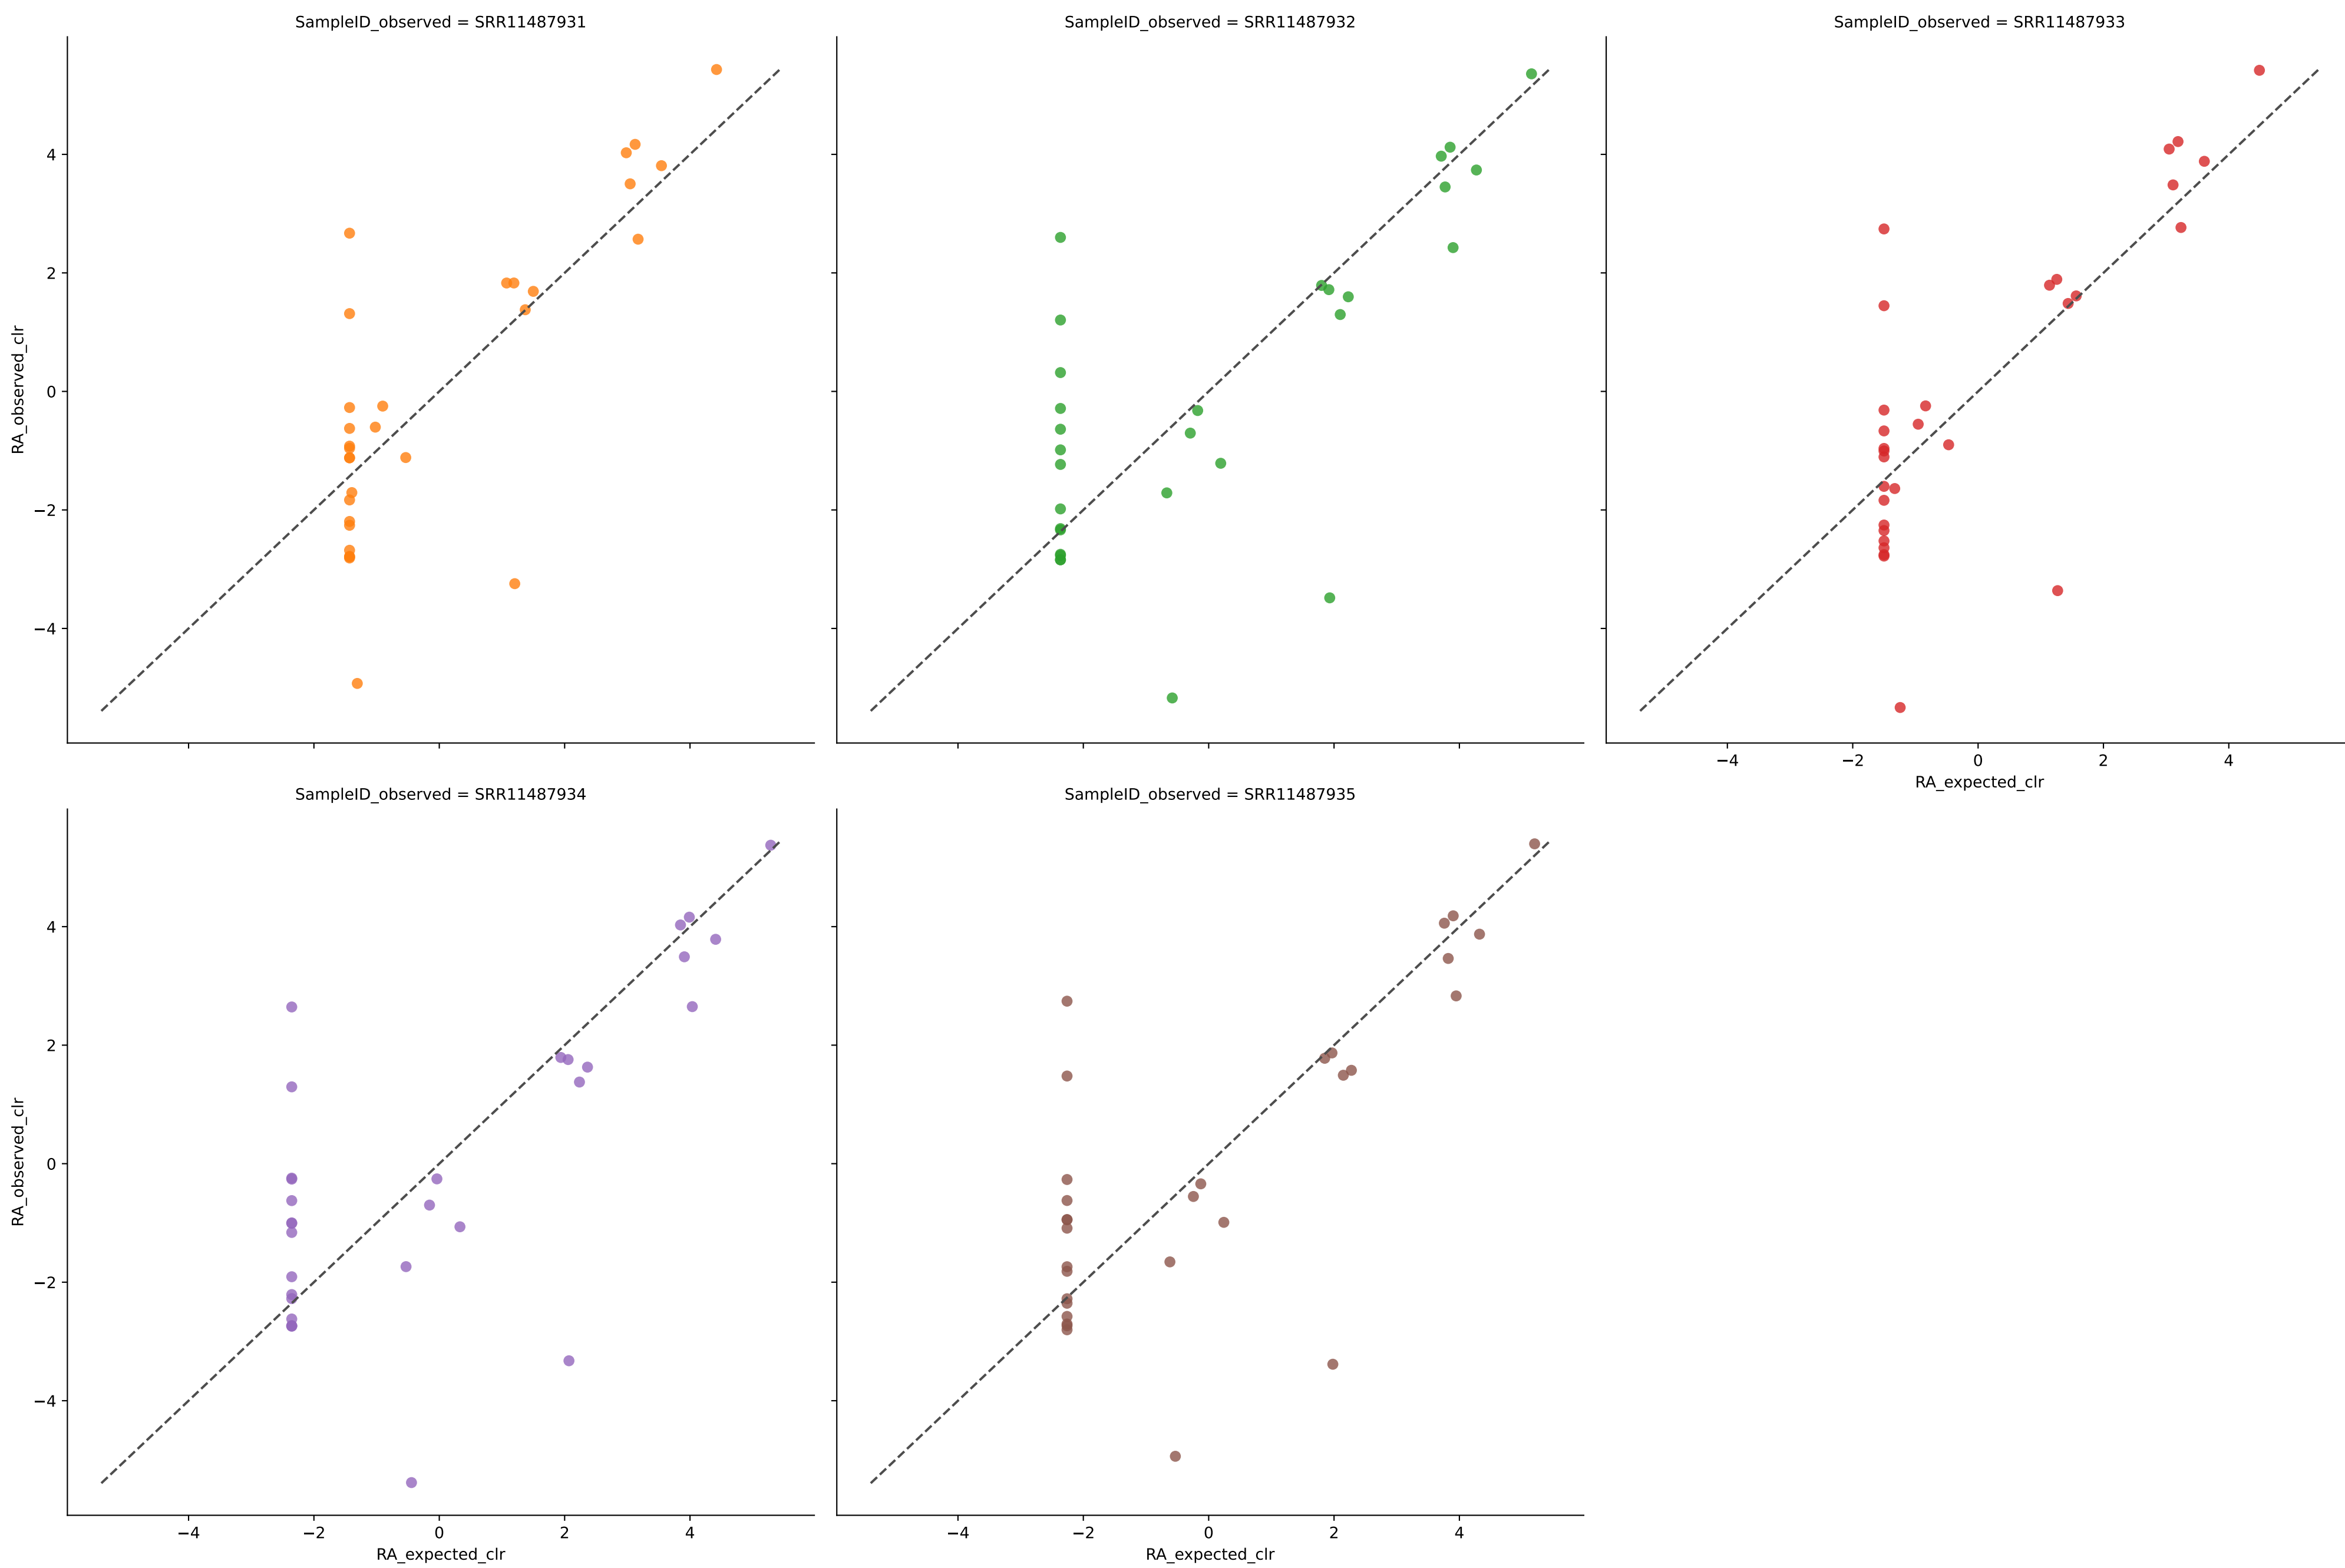 SampleID_observed = SRR11487931
SampleID_observed = SRR11487932
SampleID_observed = SRR11487933
RA_observed_clr
4
2
0
−2
−4
−4 −2 0 2 4
RA_expected_clr
SampleID_observed = SRR11487934
SampleID_observed = SRR11487935
RA_observed_clr
4
2
0
−2
−4
−4 −2 0 2 4
RA_expected_clr
−4 −2 0 2 4
RA_expected_clr